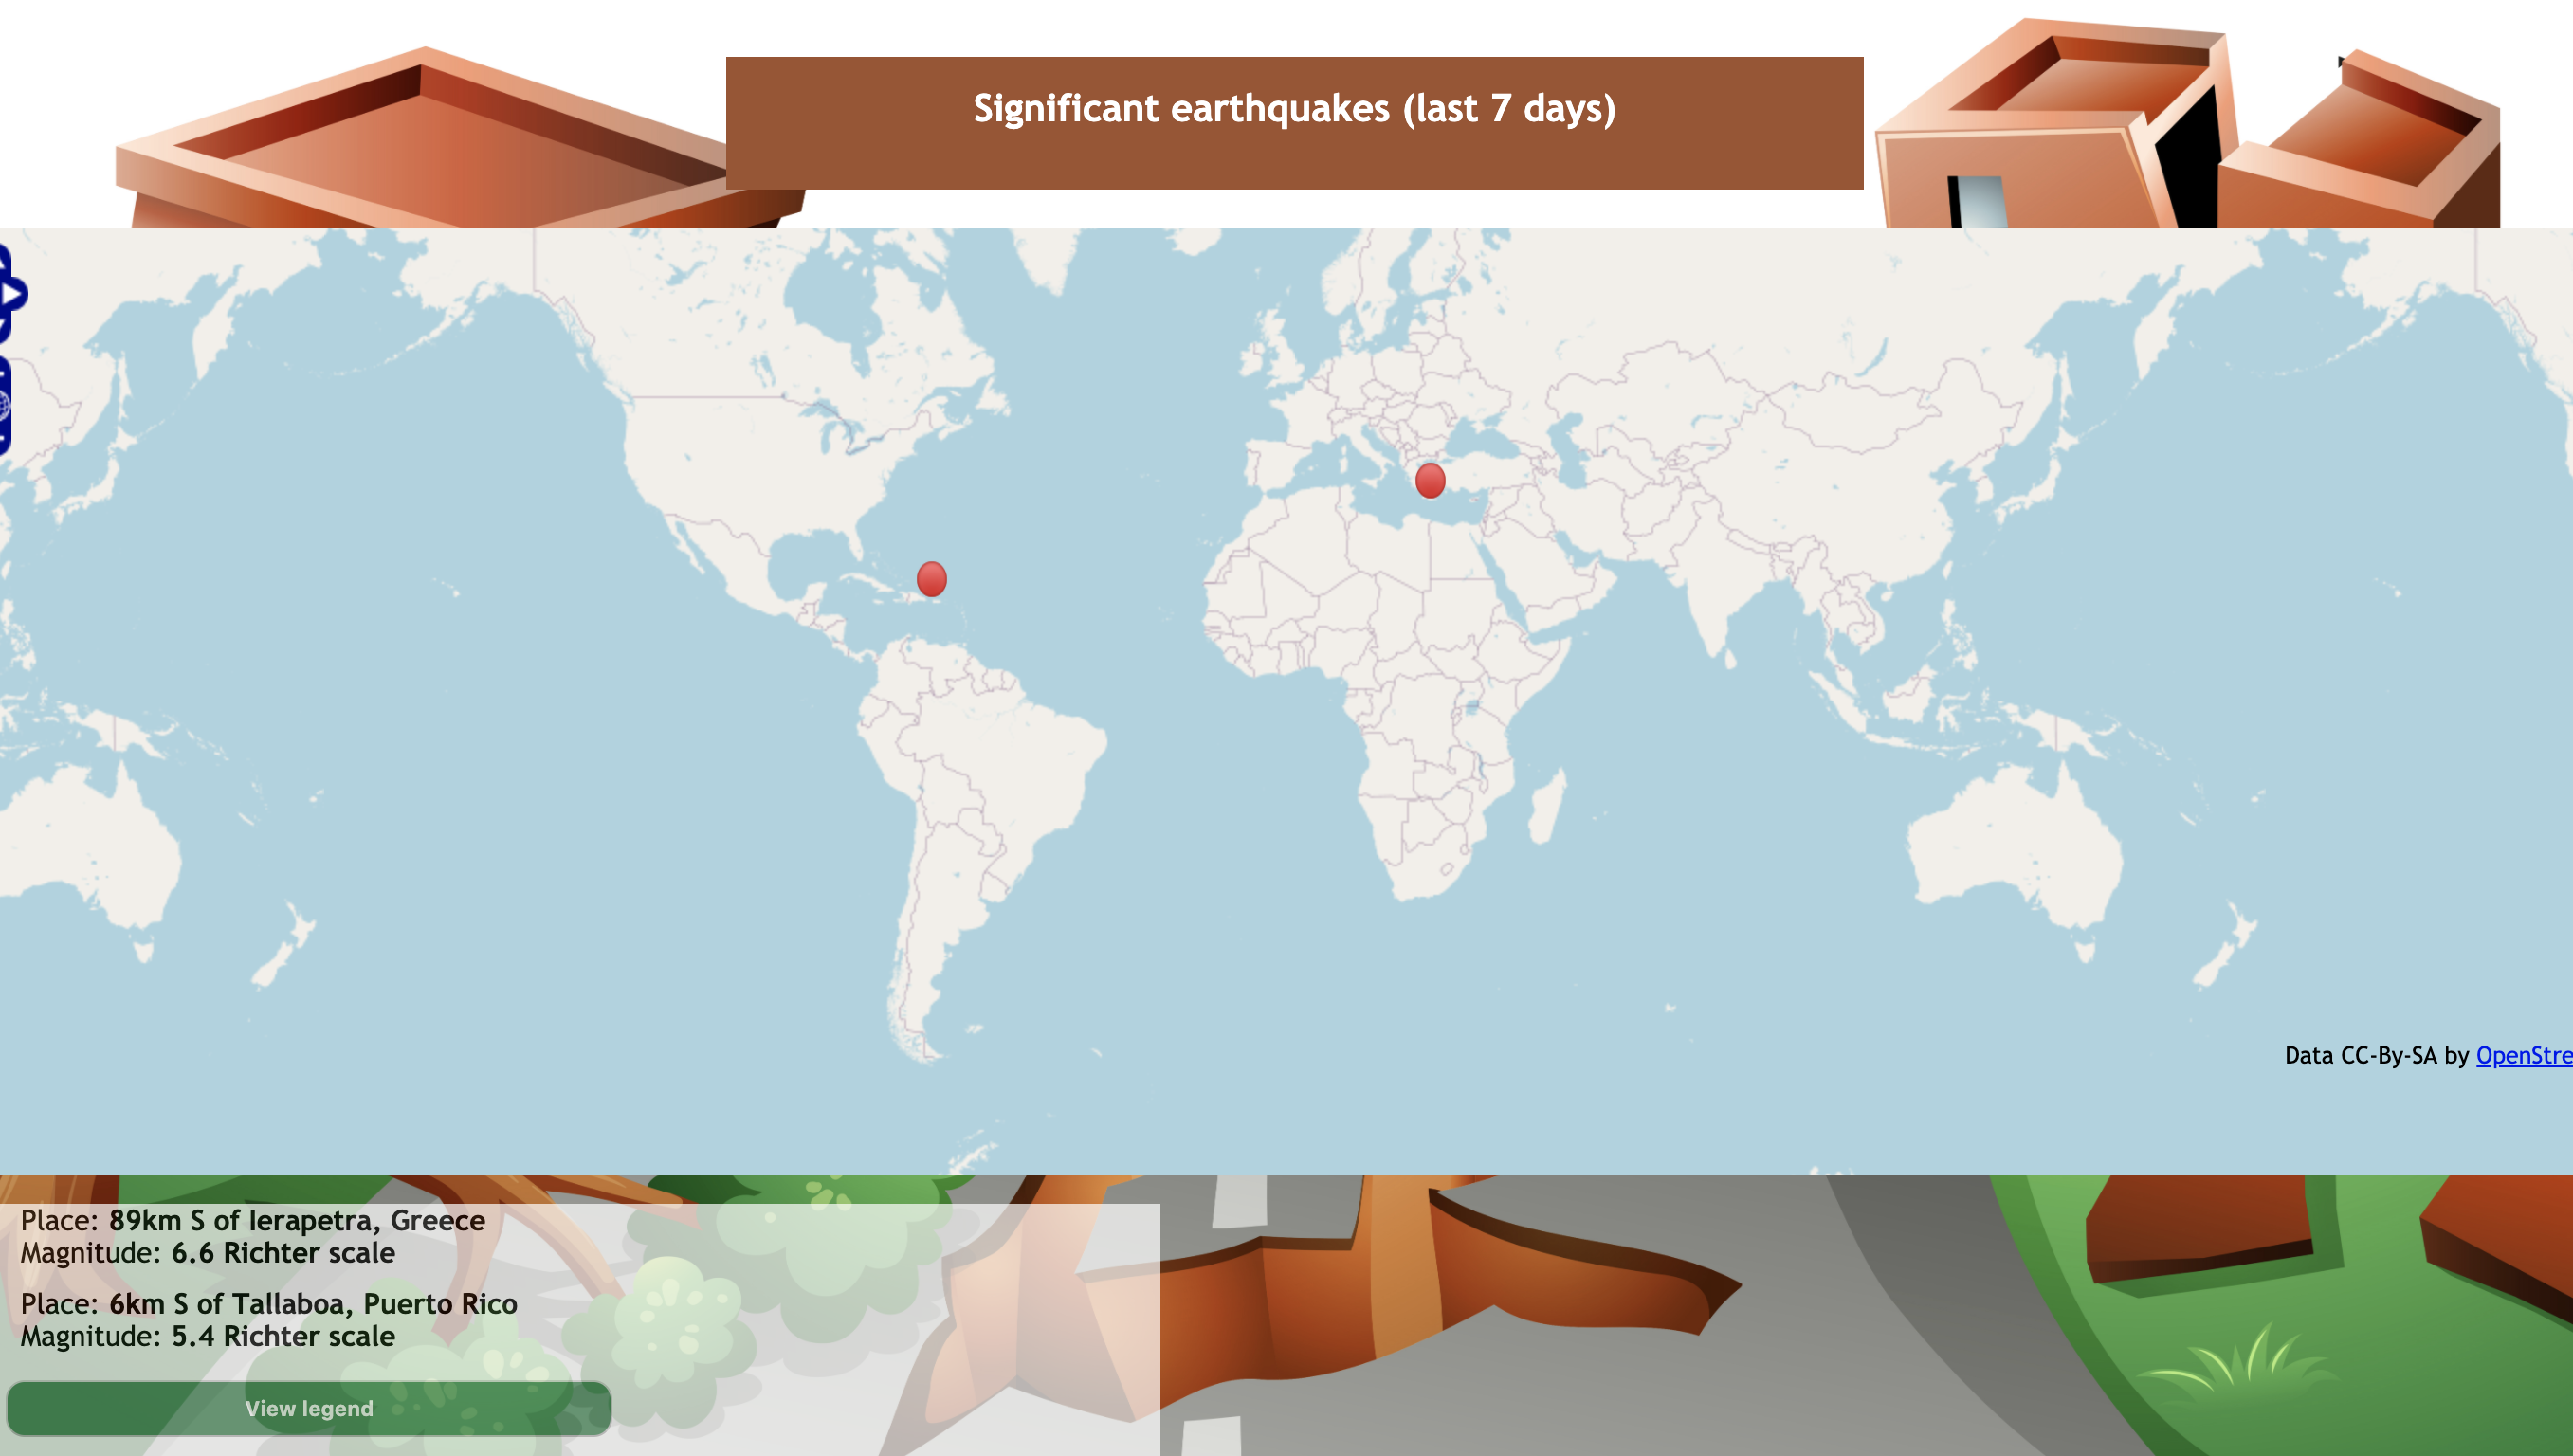 Significant earthquakes (last 7 days)
Data CC-By-SA by OpenStre
Place: 89km S of Ierapetra, Greece
Magnitude: 6.6 Richter scale
Place: 6km S of Tallaboa, Puerto Rico
Magnitude: 5.4 Richter scale
View legend